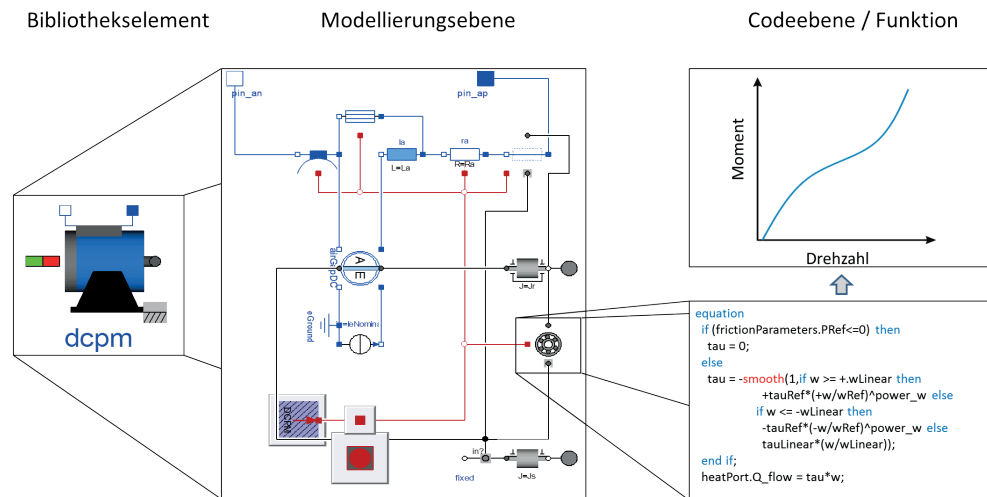 Bibliothekselement
Modellierungsebene
Codeebene / Funktion
dcpm
pin_an
pin_ap
la
ra
L=La
R=Ra
airGapDC
A E
eGround
J=Jr
DCPM
in?
fixed
J=Js
Moment
Drehzahl
equation
if (frictionParameters.PRef<=0) then
tau = 0;
else
tau = -smooth(1,if w >= +.wLinear then
+tauRef*(+w/wRef)^power_w else
if w <= -wLinear then
-tauRef*(-w/wRef)^power_w else
tauLinear*(w/wLinear));
end if;
heatPort.Q_flow = tau*w;